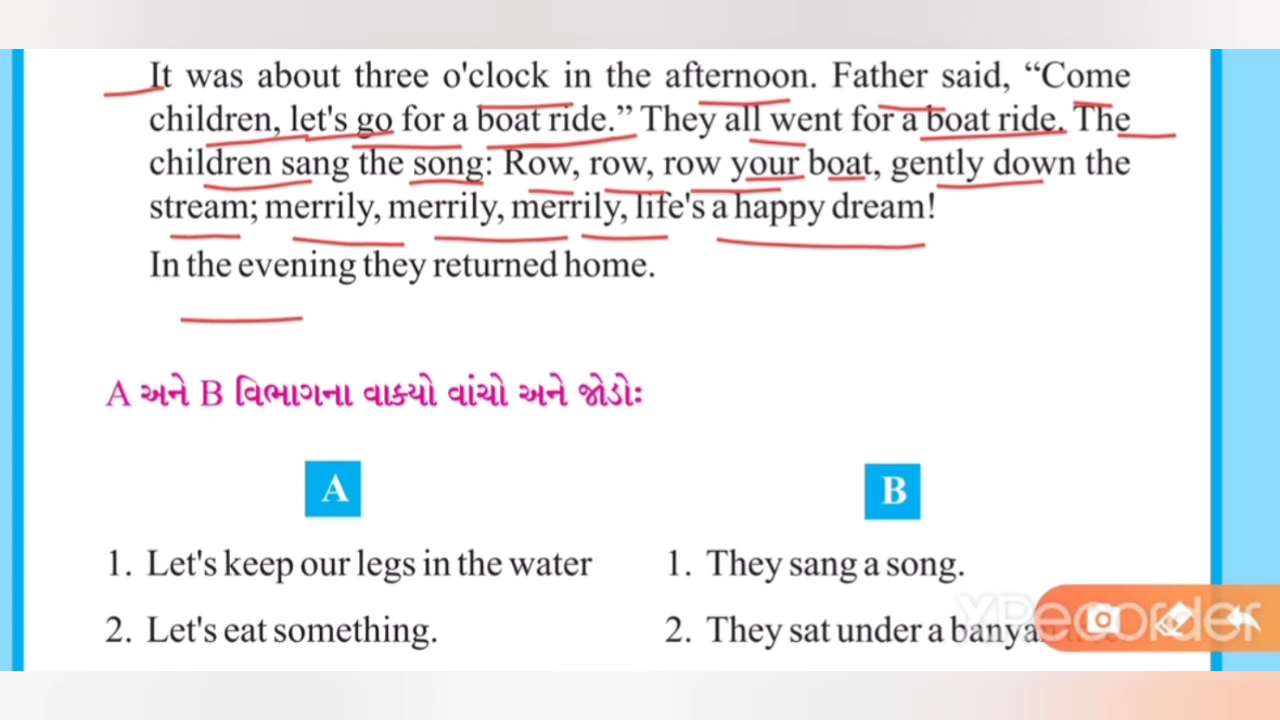 It was about three o'clock in the afternoon. Father said, “Come
children, let's go for a boat ride.” They all went for a boat ride. The
children sang the song: Row, row, row your boat, gently down the
stream; merrily, merrily, merrily, life's a happy dream!
In the evening they returned home.
A અને B વિભાગના વાક્યો વાંચો અને જોડોઃ
A
B
1. Let's keep our legs in the water
1. They sang a song.
2. Let's eat something.
2. They sat under a
XRecorder